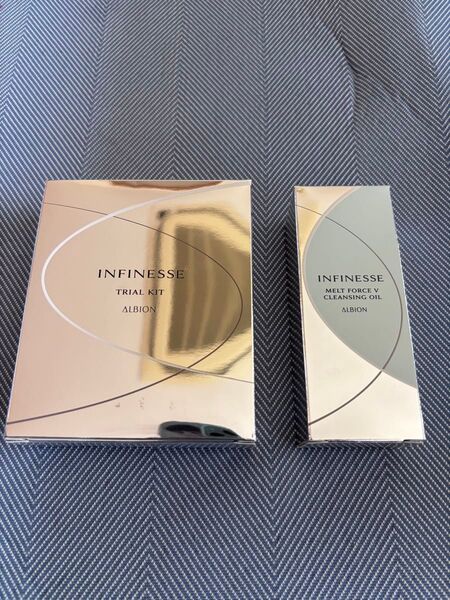 INFINESSE
TRIAL KIT
ALBION
INFINESSE
MELT FORCE V
CLEANSING OIL
ALBION